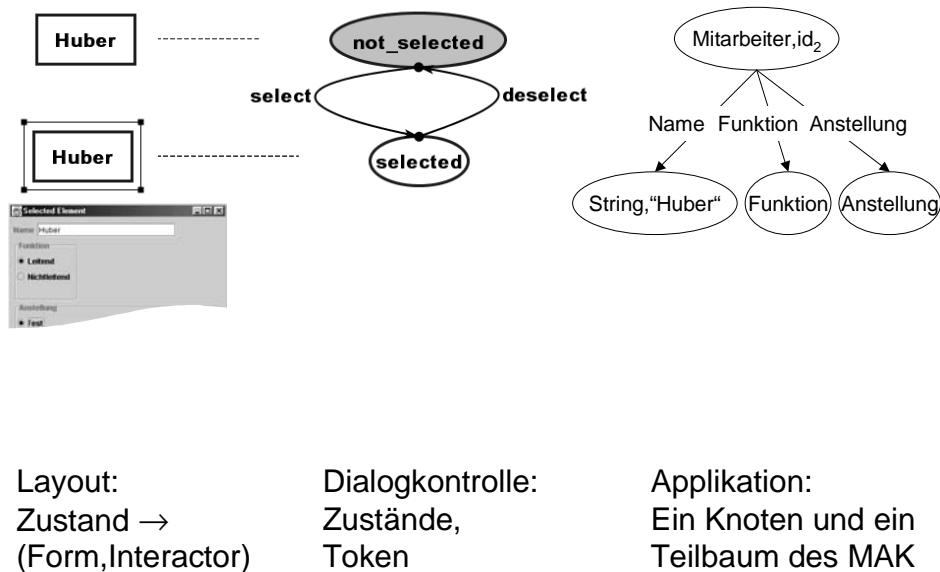 Huber
not_selected
Mitarbeiter,id2
select
deselect
Name Funktion Anstellung
Huber
selected
String,“Huber“
Funktion
Anstellung
Selected Element
Name Huber
Funktion
Leitend
Nichtleitend
Anstellung
Test
Layout:
Zustand →
(Form,Interactor)
Dialogkontrolle:
Zustände,
Token
Applikation:
Ein Knoten und ein
Teilbaum des MAK